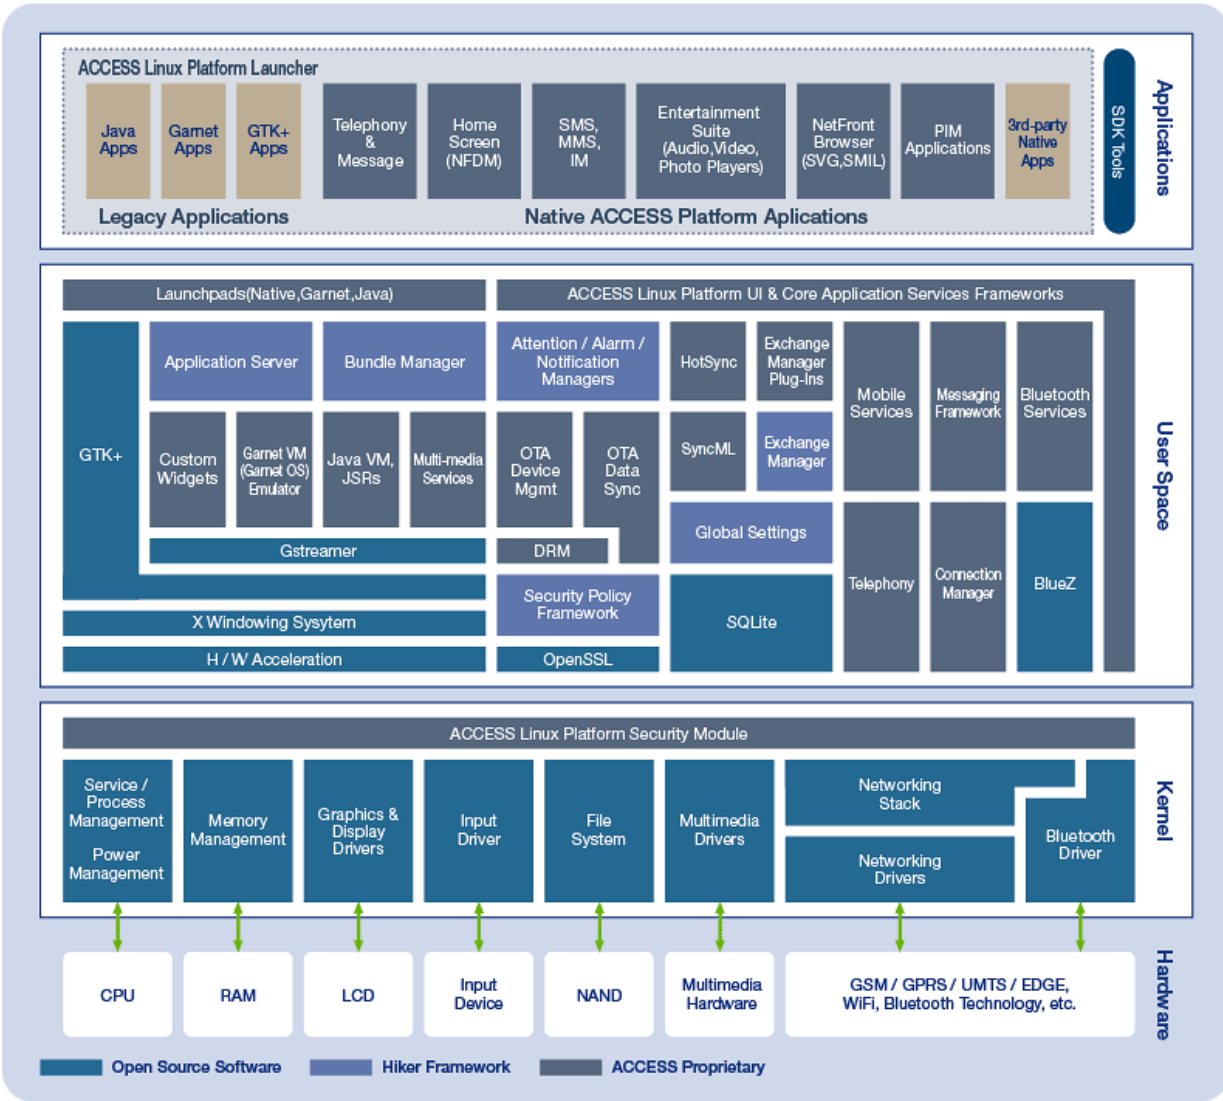 ACCESS Linux Platform Launcher
Java
Apps
Garnet
Apps
GTK+
Apps
Telephony
&
Message
Home
Screen
(NFDM)
SMS,
MMS,
IM
Entertainment
Suite
(Audio,Video,
Photo Players)
NetFront
Browser
(SVG,SMIL)
PIM
Applications
3rd-party
Native
Apps
Legacy Applications
Native ACCESS Platform Aplications
SDK Tools
Applications
Launchpads(Native,Garnet,Java)
ACCESS Linux Platform UI & Core Application Services Frameworks
GTK+
Application Server
Bundle Manager
Attention / Alarm /
Notification
Managers
HotSync
Exchange
Manager
Plug-Ins
Mobile
Services
Messaging
Framework
Bluetooth
Services
Custom
Widgets
Garnet VM
(Garnet OS)
Emulator
Java VM,
JSRs
Multi-media
Services
OTA
Device
Mgmt
OTA
Data
Sync
SyncML
Exchange
Manager
Global Settings
Gstreamer
DRM
Telephony
Connection
Manager
BlueZ
Security Policy
Framework
SQLite
X Windowing Sysytem
H / W Acceleration
OpenSSL
User Space
ACCESS Linux Platform Security Module
Service /
Process
Management
Power
Management
Memory
Management
Graphics &
Display
Drivers
Input
Driver
File
System
Multimedia
Drivers
Networking
Stack
Networking
Drivers
Bluetooth
Driver
Kernel
CPU
RAM
LCD
Input
Device
NAND
Multimedia
Hardware
GSM / GPRS / UMTS / EDGE,
WiFi, Bluetooth Technology, etc.
Hardware
Open Source Software
Hiker Framework
ACCESS Proprietary